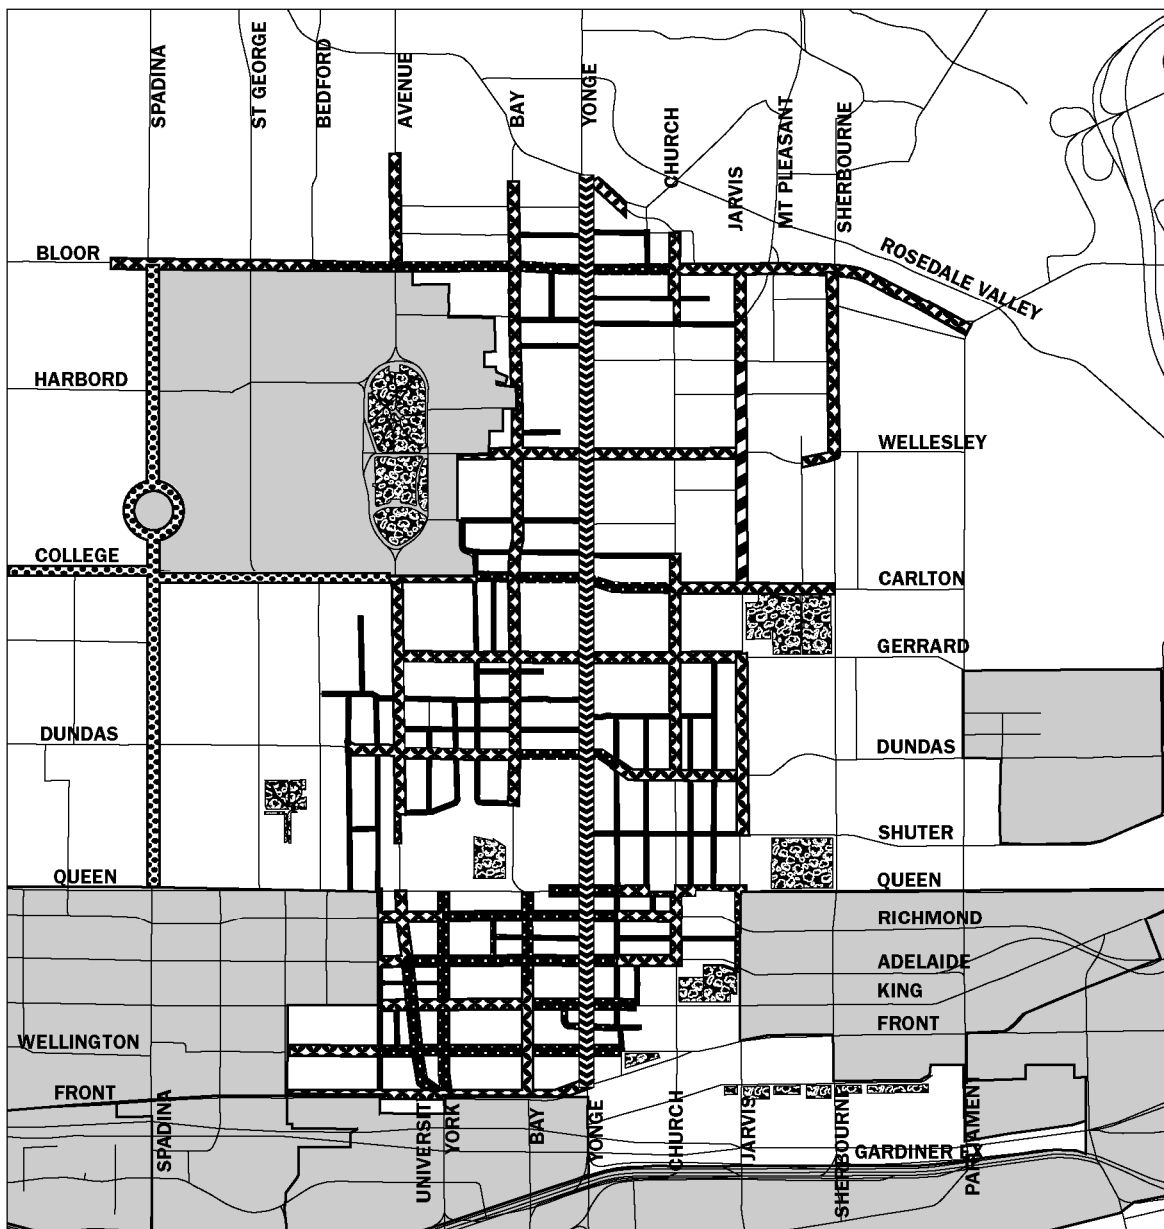 SPADINA
ST GEORGE
BEDFORD
AVENUE
BAY
YONGE
CHURCH
JARVIS
MT PLEASANT
SHERBOURNE
BLOOR
ROSEDALE VALLEY
HARBORD
WELLESLEY
COLLEGE
CARLTON
GERRARD
DUNDAS
DUNDAS
SHUTER
QUEEN
QUEEN
RICHMOND
ADELAIDE
KING
FRONT
WELLINGTON
FRONT
SPADINA
UNIVERSIT
YORK
BAY
YONGE
CHURCH
JARVIS
SHERBOURNE
GARDINER EX
PARLIAMENT